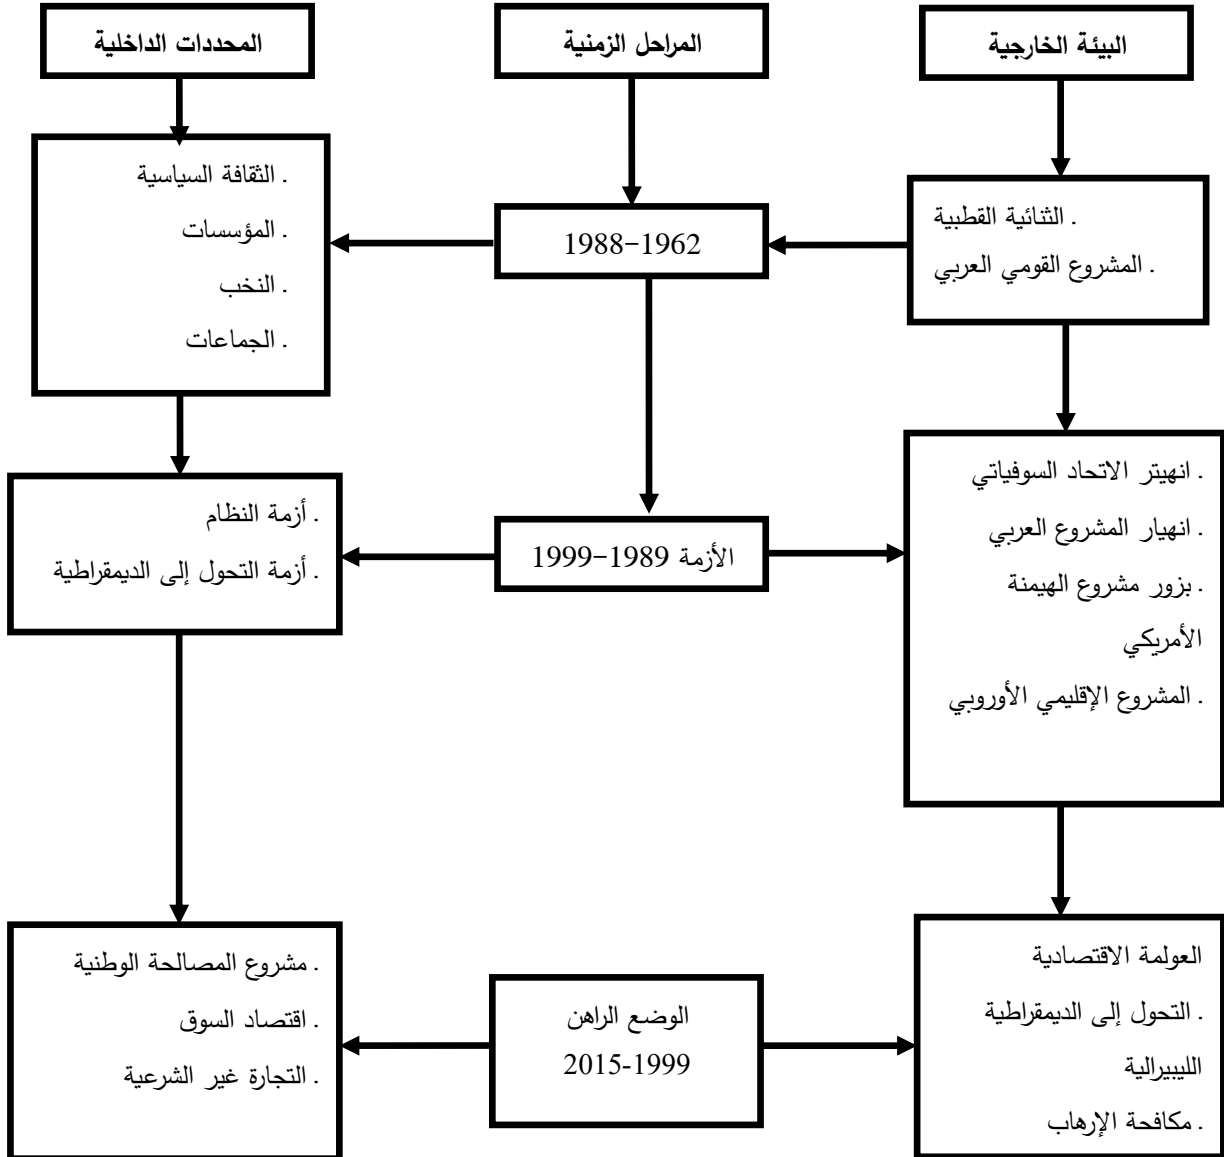 البيئة الخارجية
المراحل الزمنية
المحددات الداخلية
. الثنائية القطبية
. المشروع القومي العربي
1962-1988
. الثقافة السياسية
. المؤسسات
. النخب
. الجماعات
. انهيتر الاتحاد السوفياتي
. انهيار المشروع العربي
. بزور مشروع الهيمنة
الأمريكي
. المشروع الإقليمي الأوروبي
الأزمة 1989-1999
. أزمة النظام
. أزمة التحول إلى الديمقراطية
العولمة الاقتصادية
. التحول إلى الديمقراطية
الليبيرالية
. مكافحة الإرهاب
الوضع الراهن
1999-2015
. مشروع المصالحة الوطنية
. اقتصاد السوق
. التجارة غير الشرعية